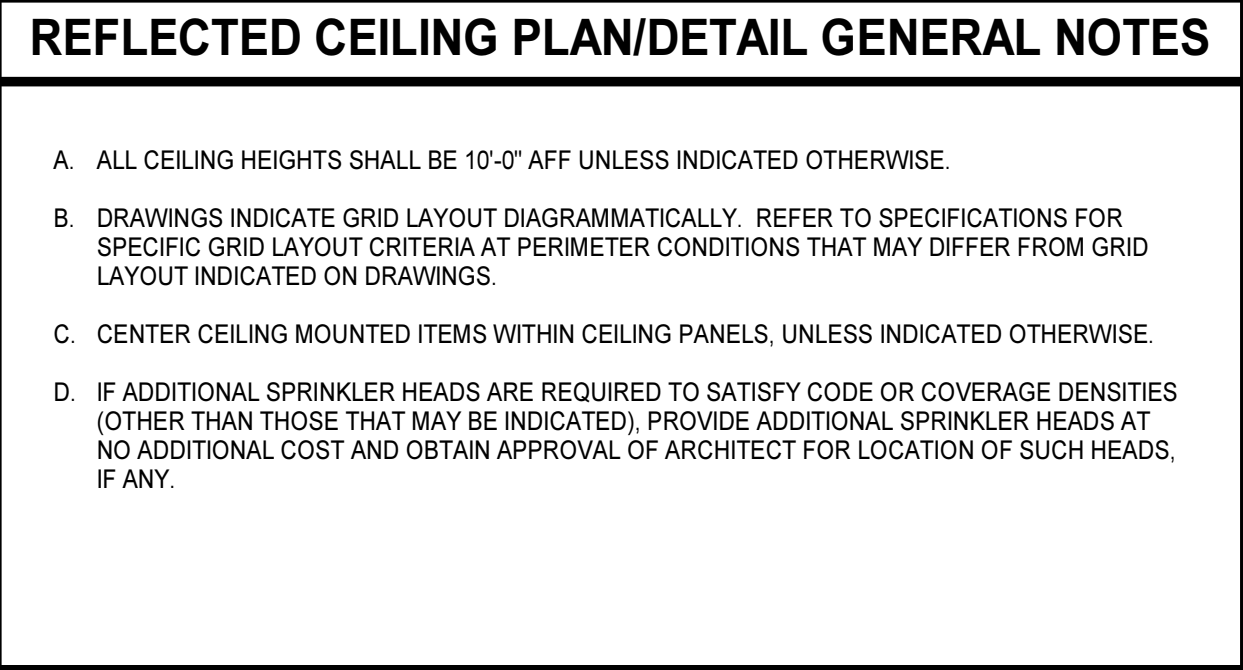 REFLECTED CEILING PLAN/DETAIL GENERAL NOTES
A. ALL CEILING HEIGHTS SHALL BE 10'-0" AFF UNLESS INDICATED OTHERWISE.
B. DRAWINGS INDICATE GRID LAYOUT DIAGRAMMATICALLY. REFER TO SPECIFICATIONS FOR
SPECIFIC GRID LAYOUT CRITERIA AT PERIMETER CONDITIONS THAT MAY DIFFER FROM GRID
LAYOUT INDICATED ON DRAWINGS.
C. CENTER CEILING MOUNTED ITEMS WITHIN CEILING PANELS, UNLESS INDICATED OTHERWISE.
D. IF ADDITIONAL SPRINKLER HEADS ARE REQUIRED TO SATISFY CODE OR COVERAGE DENSITIES
(OTHER THAN THOSE THAT MAY BE INDICATED), PROVIDE ADDITIONAL SPRINKLER HEADS AT
NO ADDITIONAL COST AND OBTAIN APPROVAL OF ARCHITECT FOR LOCATION OF SUCH HEADS,
IF ANY.